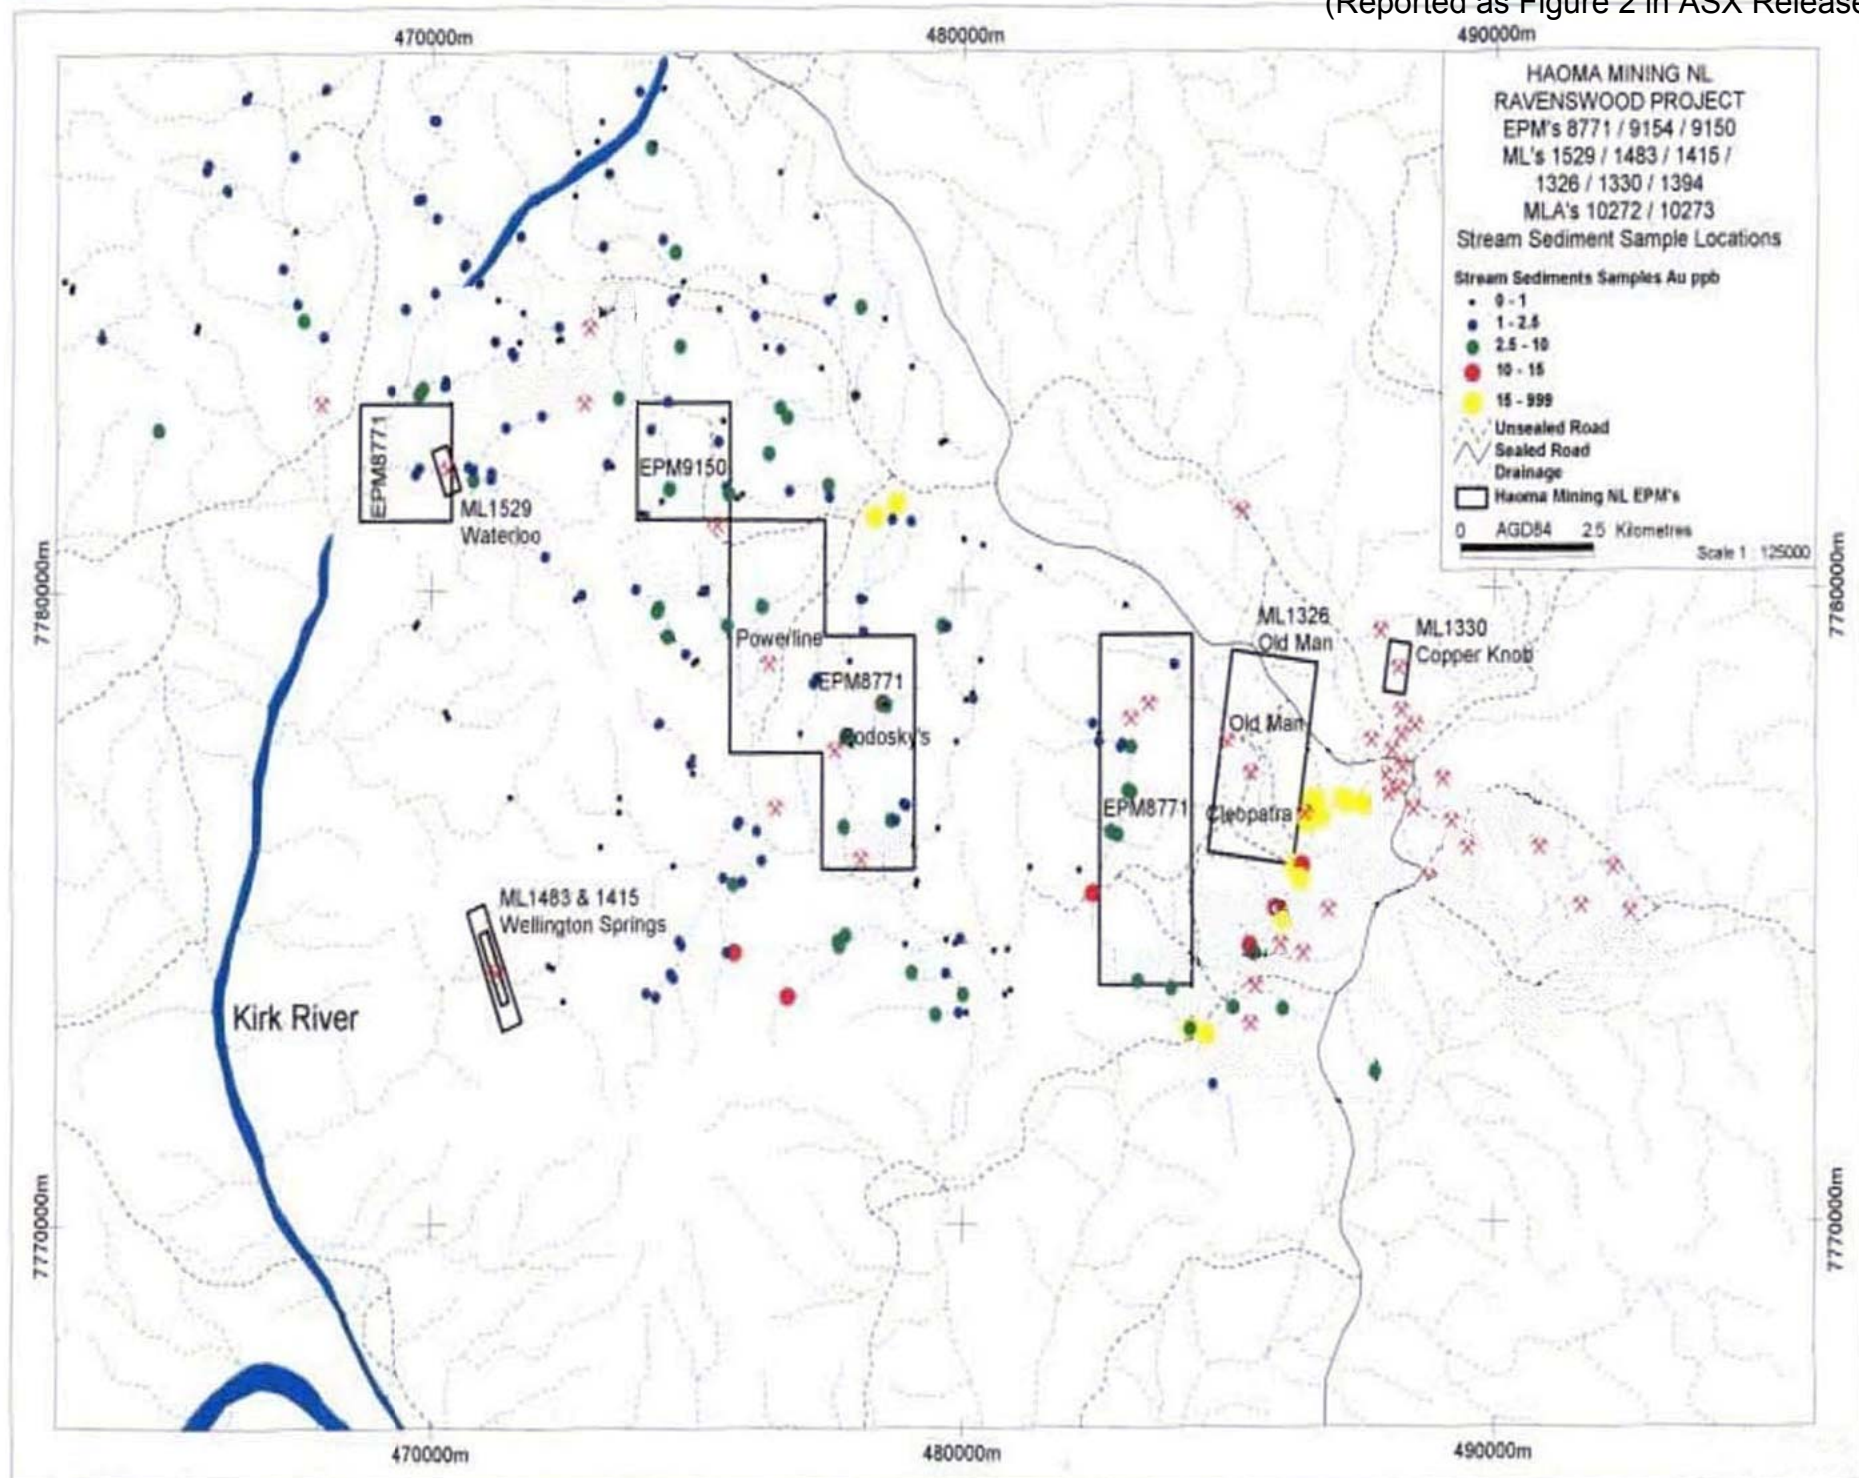 (Reported as Figure 2 in ASX Release
470000m
480000m
490000m
HAOMA MINING NL
RAVENSWOOD PROJECT
EPM's 8771 / 9154 / 9150
ML's 1529 / 1483 / 1415 /
1326 / 1330 / 1394
MLA's 10272 / 10273
Stream Sediment Sample Locations
Stream Sediments Samples Au ppb
0 - 1
1 - 2.5
2.5 - 10
10 - 15
15 - 999
Unsealed Road
Sealed Road
Drainage
Haoma Mining NL EPM's
0 AGD84 2.5 Kilometres
Scale 1 : 125000
EPM8771
ML1529
Waterloo
EPM9150
7780000m
7780000m
Powerline
EPM8771
Podosky's
ML1326
Old Man
ML1330
Copper Knob
Old Man
EPM8771
Cleopatra
ML1483 & 1415
Wellington Springs
Kirk River
7770000m
7770000m
470000m
480000m
490000m